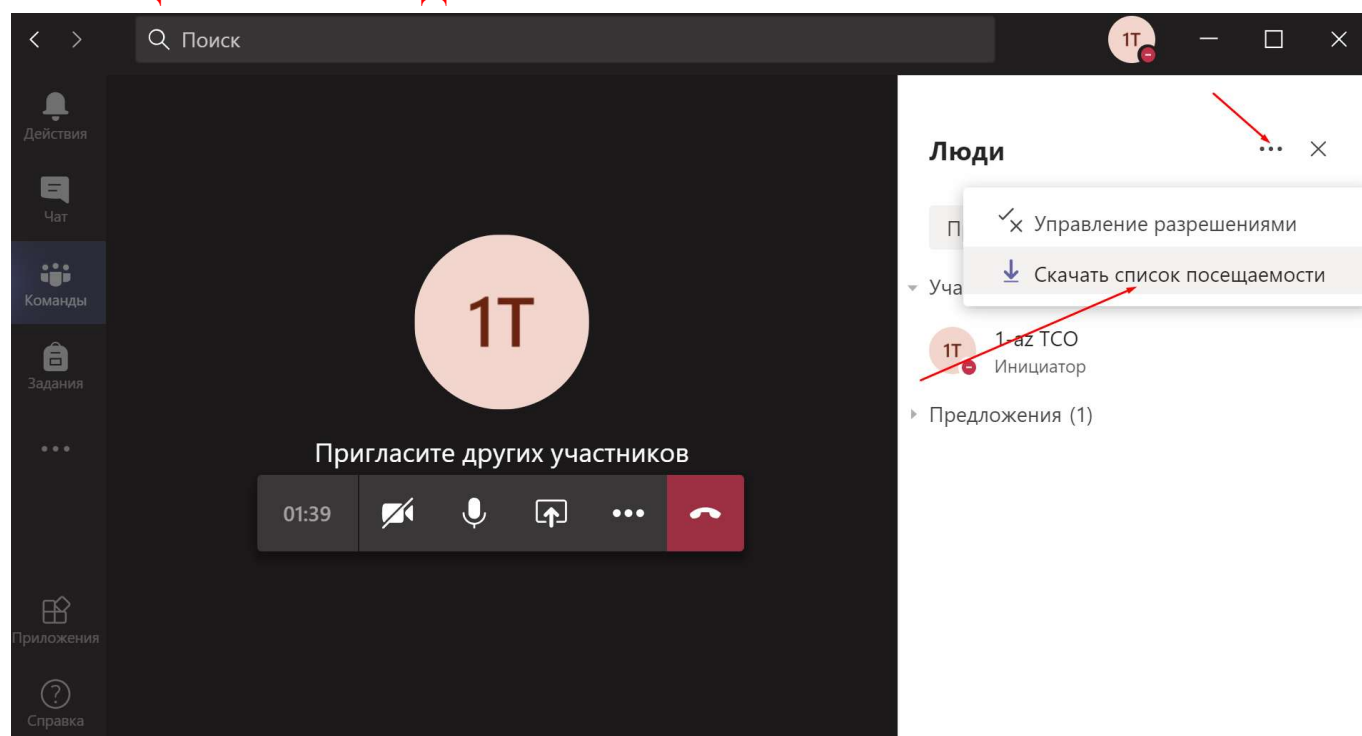 Поиск
1T
Действия
Чат
Команды
Задания
Приложения
Справка
1T
Пригласите других участников
01:39
Люди
Управление разрешениями
Скачать список посещаемости
1T
1-az TCO
Инициатор
Предложения (1)